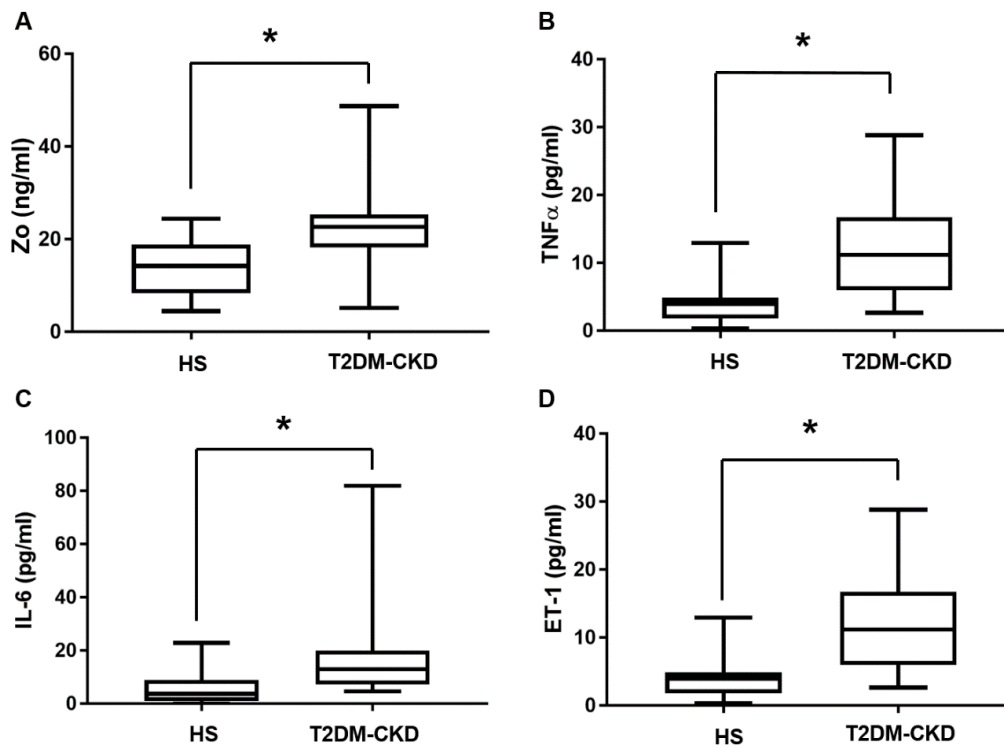 A
*
60
40
20
0
Zo (ng/ml)
HS
T2DM-CKD
B
*
40
30
20
10
0
TNFα (pg/ml)
HS
T2DM-CKD
C
*
100
80
60
40
20
0
IL-6 (pg/ml)
HS
T2DM-CKD
D
*
40
30
20
10
0
ET-1 (pg/ml)
HS
T2DM-CKD